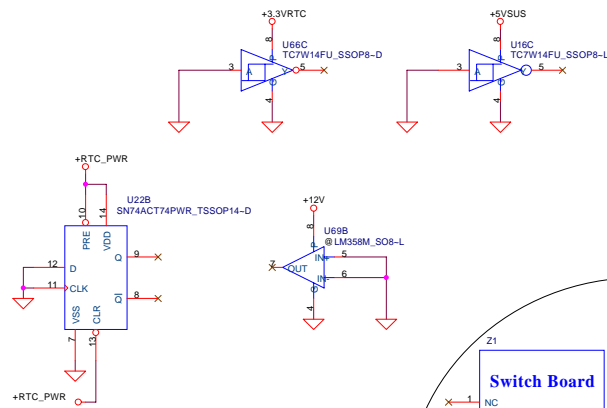 +3.3VRTC
U66C
TC7W14FU_SSOP8~D
8
P
3
A
Y
5
G
4
+5VSUS
U16C
TC7W14FU_SSOP8-L
8
P
3
A
Y
5
G
4
+RTC_PWR
U22B
SN74ACT74PWR_TSSOP14~D
10
14
PRE
VDD
12
D
Q
9
11
CLK
QI
8
VSS
CLR
7
13
+RTC_PWR
+12V
U69B
@LM358M_SO8-L
8
P
IN+
5
7
OUT
IN-
6
G
4
Z1
Switch Board
1
NC